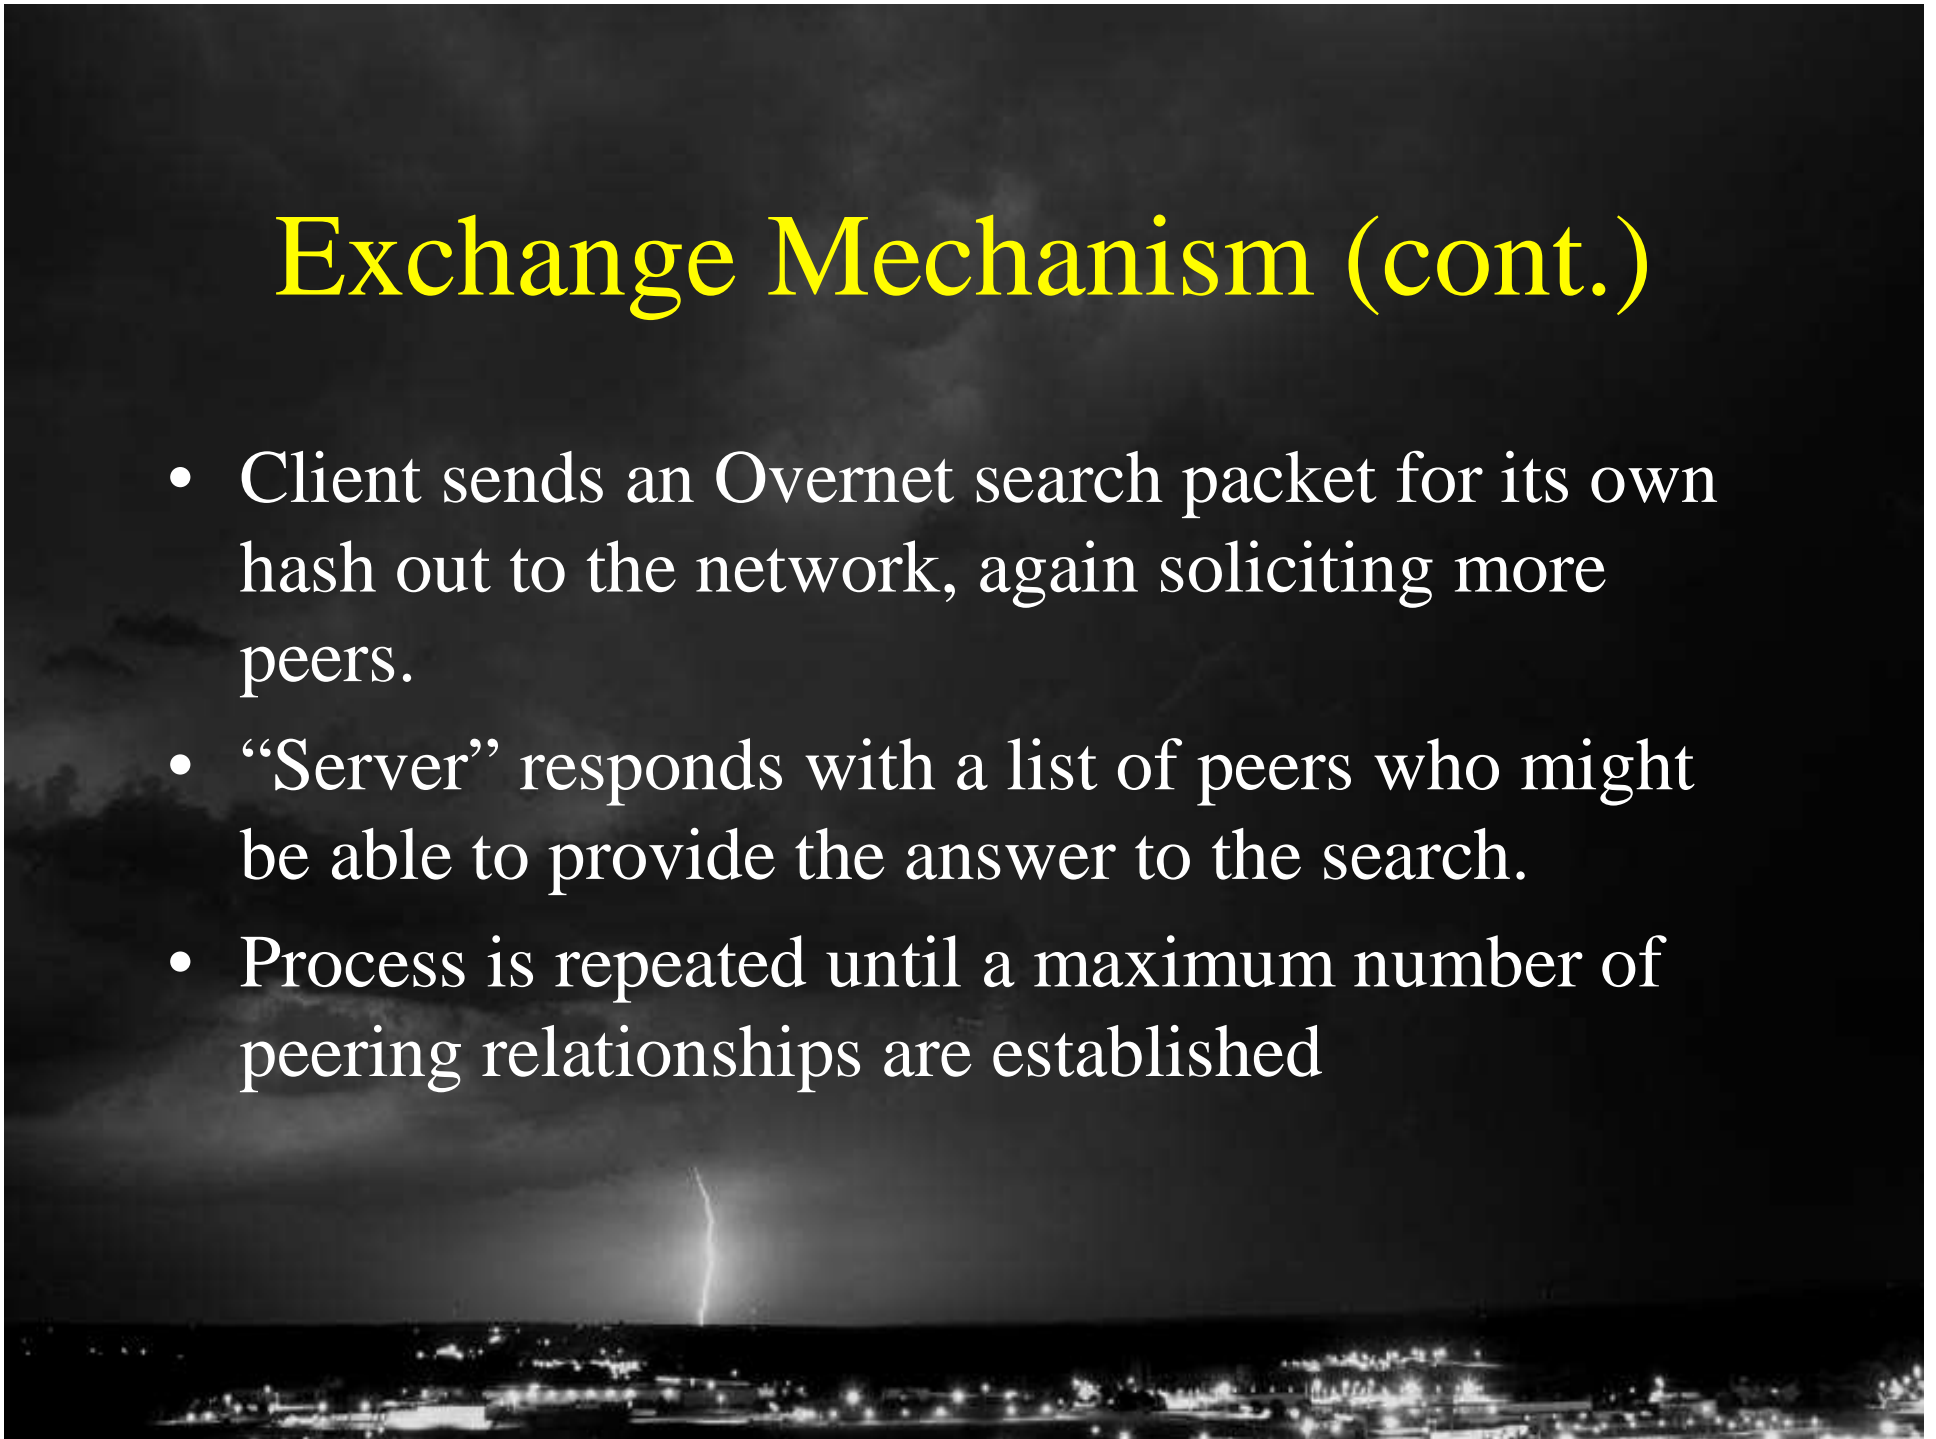 Exchange Mechanism (cont.)
• Client sends an Overnet search packet for its own
hash out to the network, again soliciting more
peers.
• “Server” responds with a list of peers who might
be able to provide the answer to the search.
• Process is repeated until a maximum number of
peering relationships are established